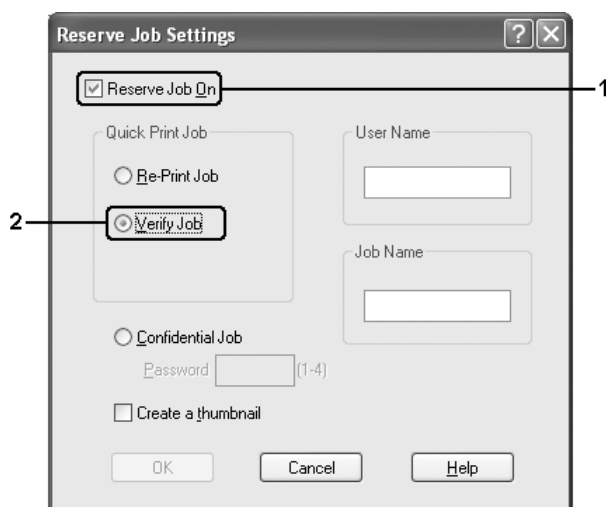 Reserve Job Settings
Reserve Job On
1
Quick Print Job
User Name
Re-Print Job
2
Verify Job
Job Name
Confidential Job
Password (1-4)
Create a thumbnail
OK Cancel Help